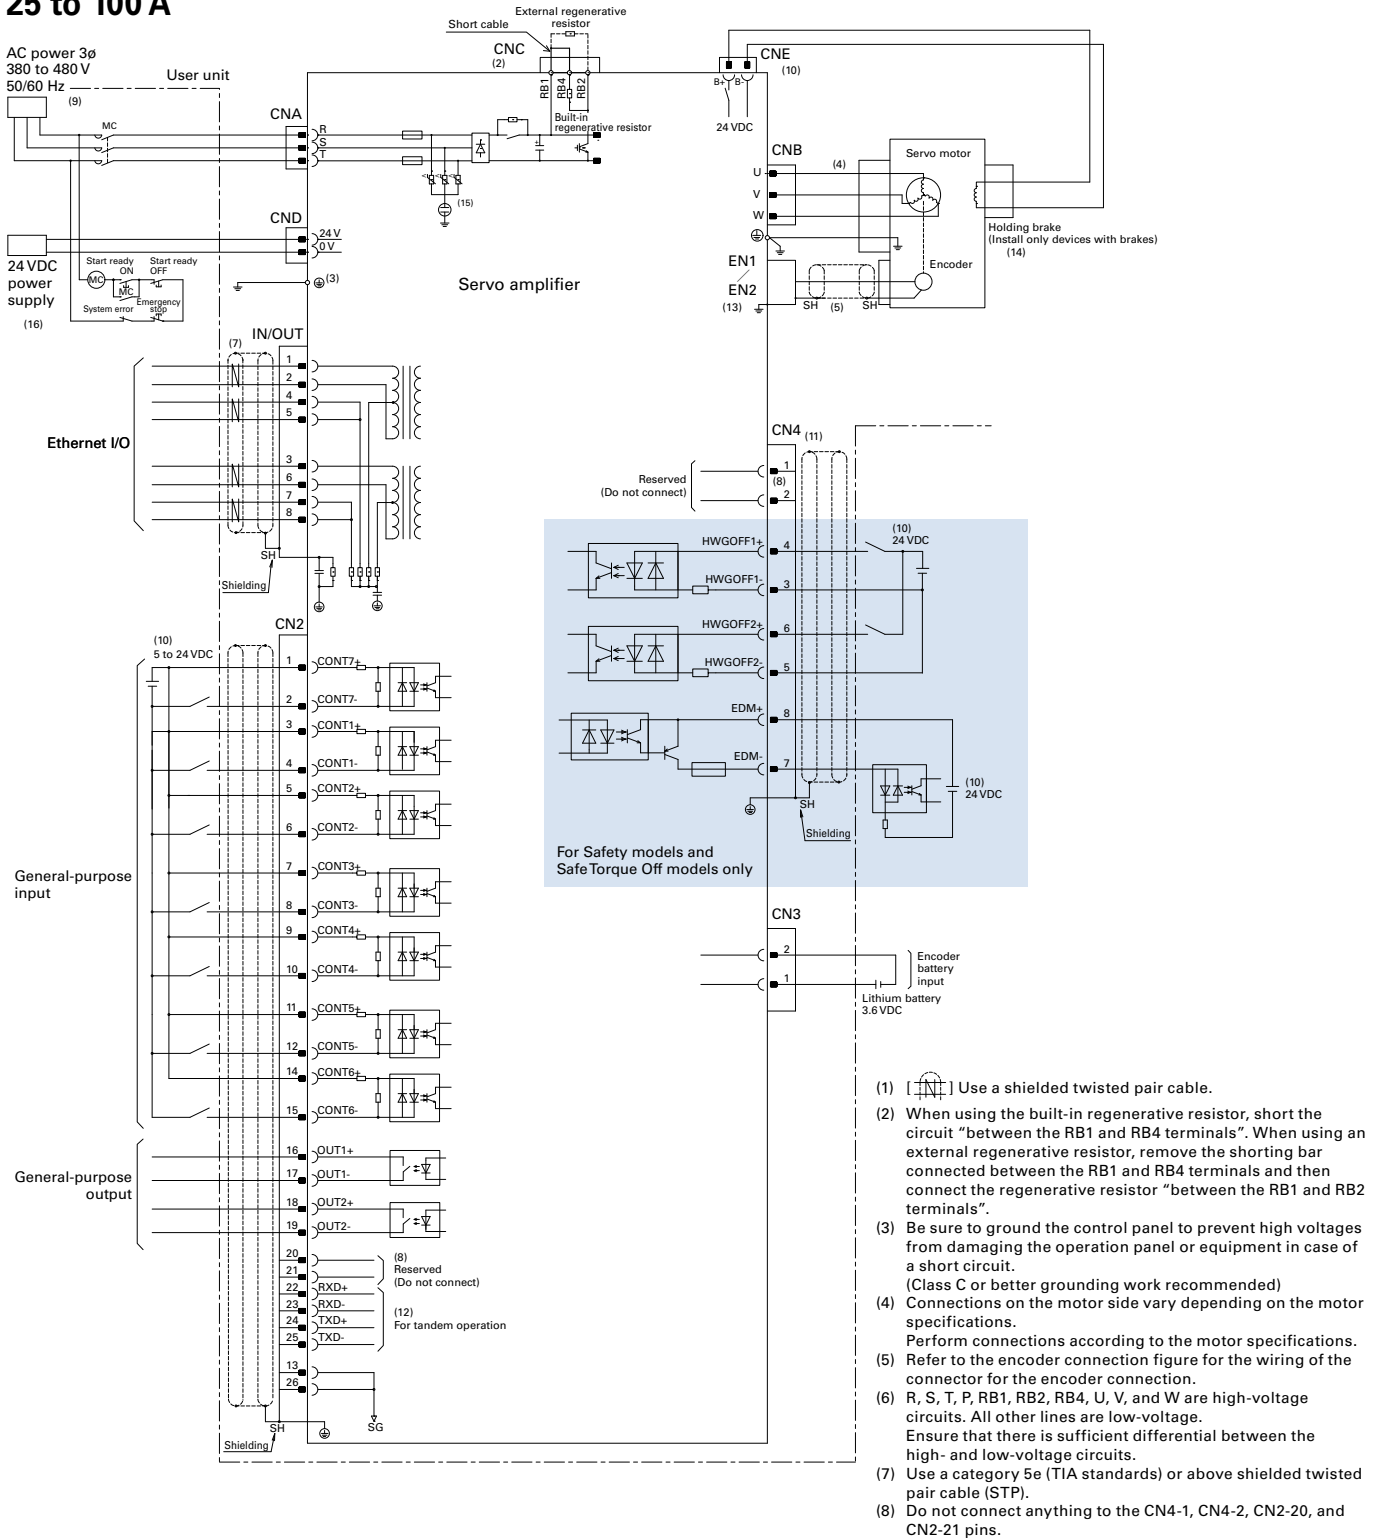 25 to 100 A
External regenerative
resistor
Short cable
CNC
(2)
CNE
(10)
AC power 3ø
380 to 480 V
50/60 Hz
(9)
User unit
RB1
RB4
RB2
B+
B-
24 VDC
CNA
MC
R
S
T
Built-in
regenerative resistor
(15)
CNB
U
V
W
(4)
Servo motor
Holding brake
(Install only devices with brakes)
(14)
CND
24 V
0 V
24 VDC
power
supply
(16)
Start ready
ON
Start ready
OFF
MC
MC
System error
Emergency
stop
(3)
Servo amplifier
EN1
EN2
(13)
Encoder
SH
(5)
SH
IN/OUT
(7)
1
2
4
5
Ethernet I/O
3
6
7
8
SH
Shielding
CN4
(11)
Reserved
(Do not connect)
1
(8)
2
HWGOFF1+
4
(10)
24 VDC
HWGOFF1-
3
HWGOFF2+
6
HWGOFF2-
5
EDM+
8
EDM-
7
(10)
24 VDC
SH
Shielding
For Safety models and
Safe Torque Off models only
CN2
(10)
5 to 24 VDC
1 CONT7+
2 CONT7-
3 CONT1+
4 CONT1-
5 CONT2+
6 CONT2-
General-purpose
input
7 CONT3+
8 CONT3-
9 CONT4+
10 CONT4-
11 CONT5+
12 CONT5-
14 CONT6+
15 CONT6-
General-purpose
output
16 OUT1+
17 OUT1-
18 OUT2+
19 OUT2-
20
21
(8)
Reserved
(Do not connect)
22 RXD+
23 RXD-
24 TXD+
25 TXD-
(12)
For tandem operation
13
26
SG
SH
Shielding
CN3
2
1
Encoder
battery
input
Lithium battery
3.6 VDC
(1) [ ] Use a shielded twisted pair cable.
(2) When using the built-in regenerative resistor, short the
circuit “between the RB1 and RB4 terminals”. When using an
external regenerative resistor, remove the shorting bar
connected between the RB1 and RB4 terminals and then
connect the regenerative resistor “between the RB1 and RB2
terminals”.
(3) Be sure to ground the control panel to prevent high voltages
from damaging the operation panel or equipment in case of
a short circuit.
(Class C or better grounding work recommended)
(4) Connections on the motor side vary depending on the motor
specifications.
Perform connections according to the motor specifications.
(5) Refer to the encoder connection figure for the wiring of the
connector for the encoder connection.
(6) R, S, T, P, RB1, RB2, RB4, U, V, and W are high-voltage
circuits. All other lines are low-voltage.
Ensure that there is sufficient differential between the
high- and low-voltage circuits.
(7) Use a category 5e (TIA standards) or above shielded twisted
pair cable (STP).
(8) Do not connect anything to the CN4-1, CN4-2, CN2-20, and
CN2-21 pins.